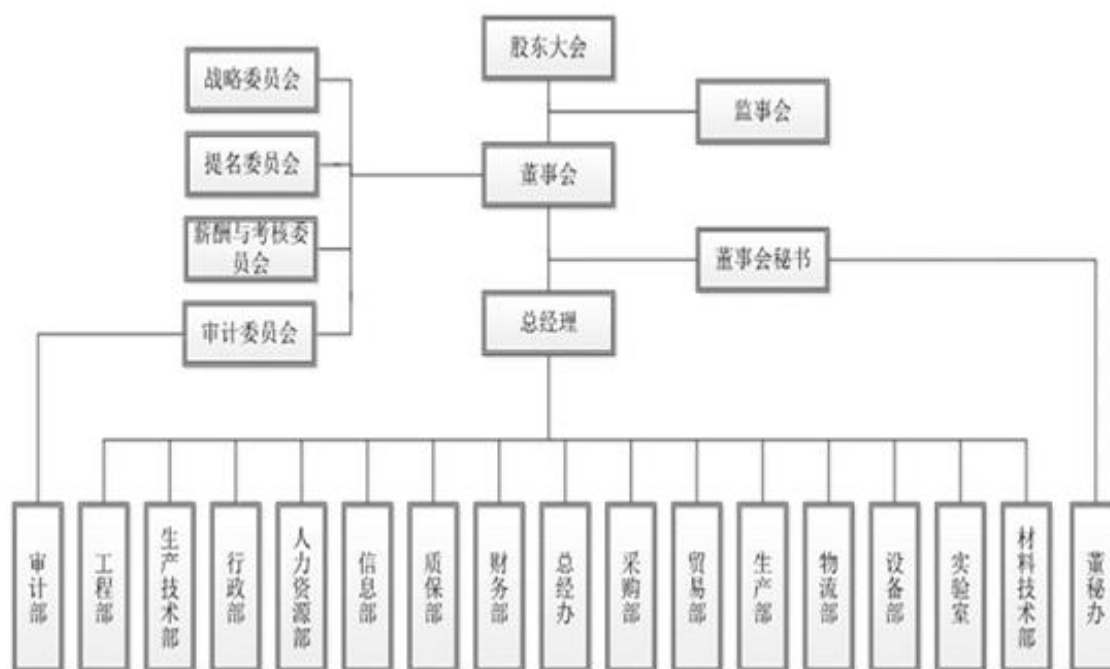 股东大会
战略委员会
监事会
提名委员会
董事会
薪酬与考核委
员会
董事会秘书
总经理
审计委员会
审计部
工程部
生产技术部
行政部
人力资源部
信息部
质保部
财务部
总经办
采购部
贸易部
生产部
物流部
设备部
实验室
材料技术部
董秘办